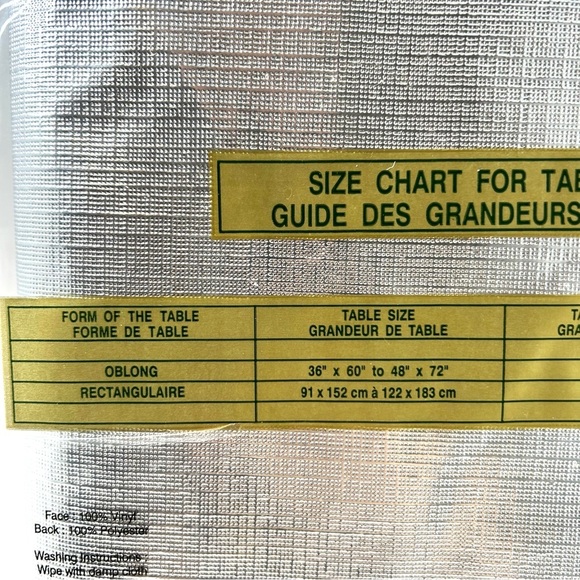 SIZE CHART FOR
GUIDE DES GRANDEURS
FORM OF THE TABLE
FORME DE TABLE
TABLE SIZE
GRANDEUR DE TABLE
OBLONG
36" x 60" to 48" x 72"
RECTANGULAIRE
91 x 152 cm à 122 x 183 cm
Face : 100% Vinyl
Back : 100% Polyester
Washing Instructions :
Wipe with damp cloth